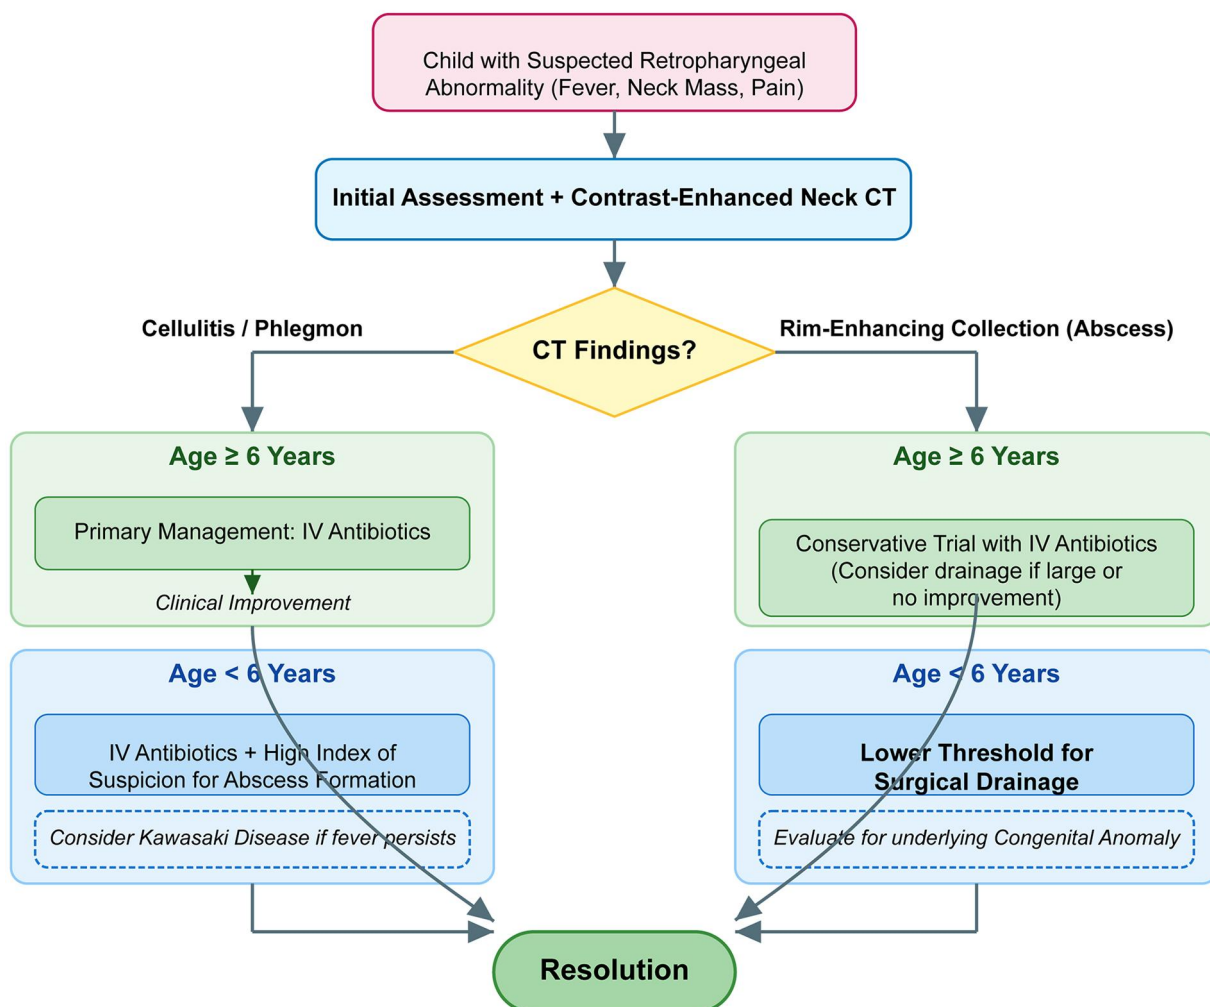 Child with Suspected Retropharyngeal
Abnormality (Fever, Neck Mass, Pain)
Initial Assessment + Contrast-Enhanced Neck CT
CT Findings?
Cellulitis / Phlegmon
Rim-Enhancing Collection (Abscess)
Age ≥ 6 Years
Primary Management: IV Antibiotics
Clinical Improvement
Age < 6 Years
IV Antibiotics + High Index of
Suspicion for Abscess Formation
Consider Kawasaki Disease if fever persists
Age ≥ 6 Years
Conservative Trial with IV Antibiotics
(Consider drainage if large or
no improvement)
Age < 6 Years
Lower Threshold for
Surgical Drainage
Evaluate for underlying Congenital Anomaly
Resolution